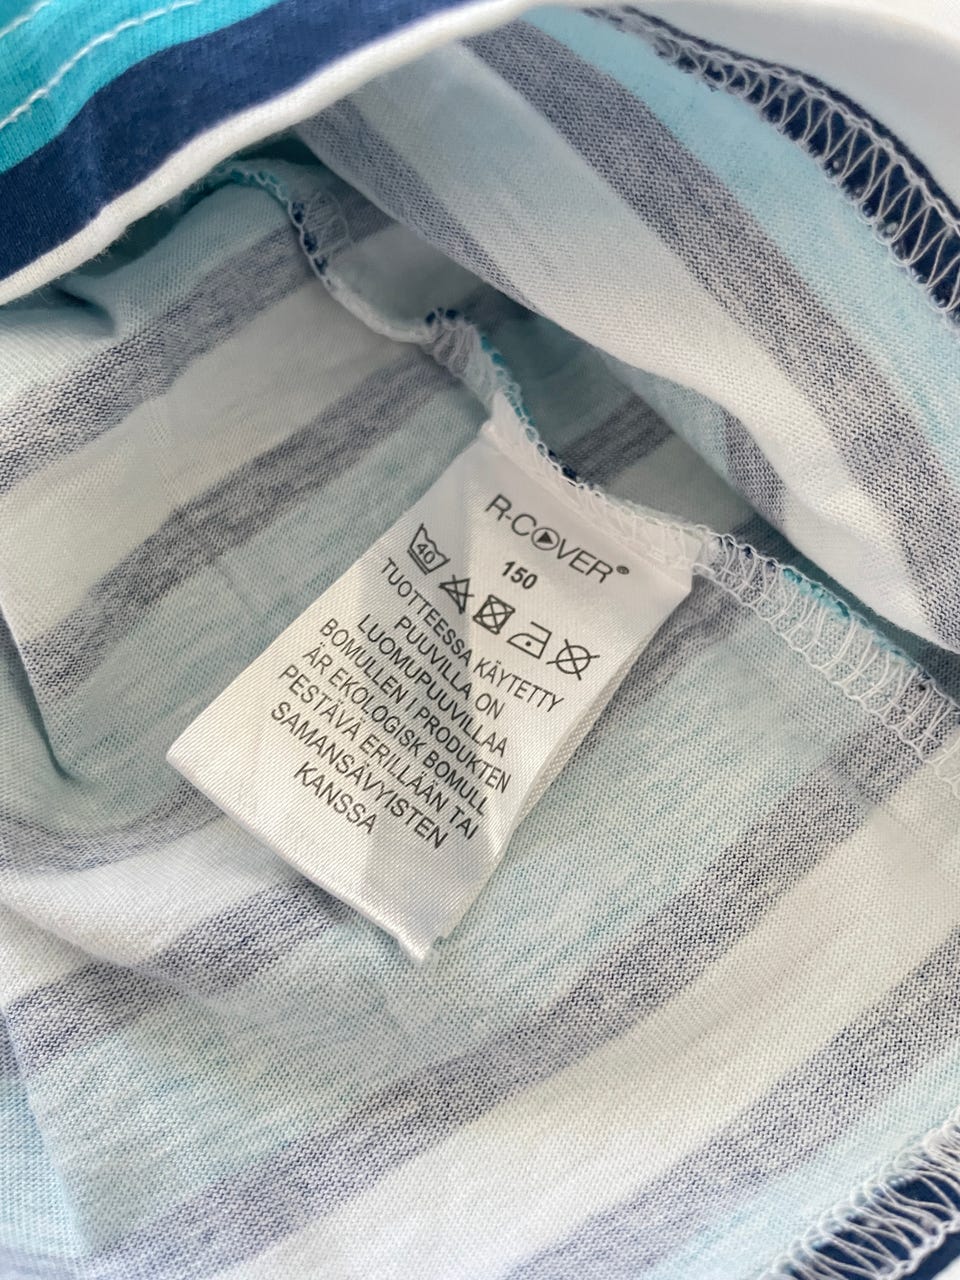 R-COVER®
150
40
TUOTTEESSA KÄYTETTY
PUUVILLA ON
LUOMUPUUVILLAA
BOMULLEN I PRODUKTEN
ÄR EKOLOGISK BOMULL
PESTÄVÄ ERILLÄÄN TAI
SAMANSÄVYISTEN
KANSSA